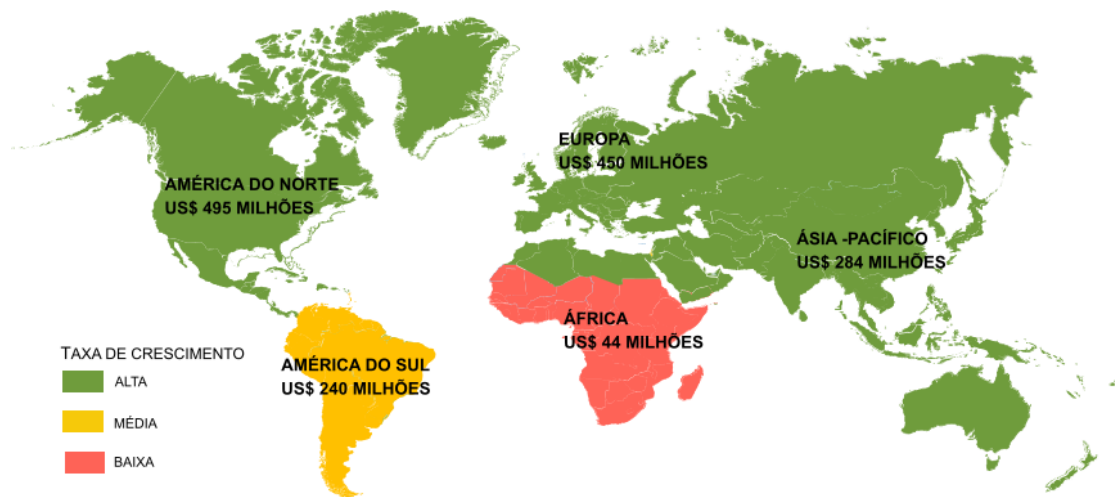 EUROPA
US$ 450 MILHÕES
AMÉRICA DO NORTE
US$ 495 MILHÕES
ÁSIA -PACÍFICO
US$ 284 MILHÕES
ÁFRICA
US$ 44 MILHÕES
AMÉRICA DO SUL
US$ 240 MILHÕES
TAXA DE CRESCIMENTO
ALTA
MÉDIA
BAIXA